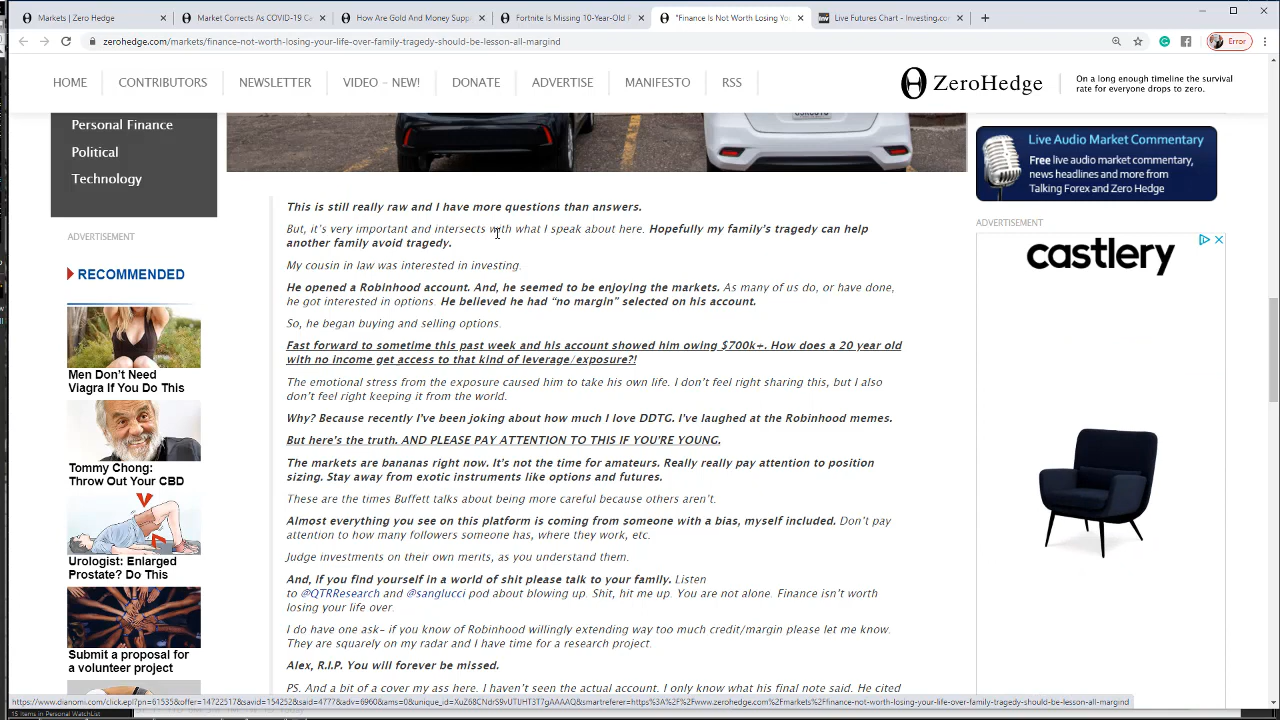 Markets | Zero Hedge
Market Corrects As COVID-19 Ca
How Are Gold And Money Supp
Fortnite Is Missing 10-Year-Old F
"Finance Is Not Worth Losing You
Live Futures Chart - Investing.co
zerohedge.com/markets/finance-not-worth-losing-your-life-over-family-tragedy-should-be-lesson-all-margind
Error
HOME
CONTRIBUTORS
NEWSLETTER
VIDEO – NEW!
DONATE
ADVERTISE
MANIFESTO
RSS
ZeroHedge
On a long enough timeline the survival
rate for everyone drops to zero.
Personal Finance
Political
Technology
ADVERTISEMENT
RECOMMENDED
Men Don't Need
Viagra If You Do This
Tommy Chong:
Throw Out Your CBD
Urologist: Enlarged
Prostate? Do This
Submit a proposal for
a volunteer project
This is still really raw and I have more questions than answers.
But, it's very important and intersects with what I speak about here. Hopefully my family's tragedy can help
another family avoid tragedy.
My cousin in law was interested in investing.
He opened a Robinhood account. And, he seemed to be enjoying the markets. As many of us do, or have done,
he got interested in options. He believed he had "no margin" selected on his account.
So, he began buying and selling options.
Fast forward to sometime this past week and his account showed him owing $700k+. How does a 20 year old
with no income get access to that kind of leverage/exposure?!
The emotional stress from the exposure caused him to take his own life. I don't feel right sharing this, but I also
don't feel right keeping it from the world.
Why? Because recently I've been joking about how much I love DDTG. I've laughed at the Robinhood memes.
But here's the truth. AND PLEASE PAY ATTENTION TO THIS IF YOU'RE YOUNG.
The markets are bananas right now. It's not the time for amateurs. Really really pay attention to position
sizing. Stay away from exotic instruments like options and futures.
These are the times Buffett talks about being more careful because others aren't.
Almost everything you see on this platform is coming from someone with a bias, myself included. Don't pay
attention to how many followers someone has, where they work, etc.
Judge investments on their own merits, as you understand them.
And, if you find yourself in a world of shit please talk to your family. Listen
to @QTRResearch and @sanglucci pod about blowing up. Shit, hit me up. You are not alone. Finance isn't worth
losing your life over.
I do have one ask– if you know of Robinhood willingly extending way too much credit/margin please let me know.
They are squarely on my radar and I have time for a research project.
Alex, R.I.P. You will forever be missed.
PS. And a bit of a cover my ass here. I haven't seen the actual account. I only know what his final note said. He cited
Live Audio Market Commentary
Free live audio market commentary,
news headlines and more from
Talking Forex and Zero Hedge
ADVERTISEMENT
castlery
15 Items in Personal WatchList